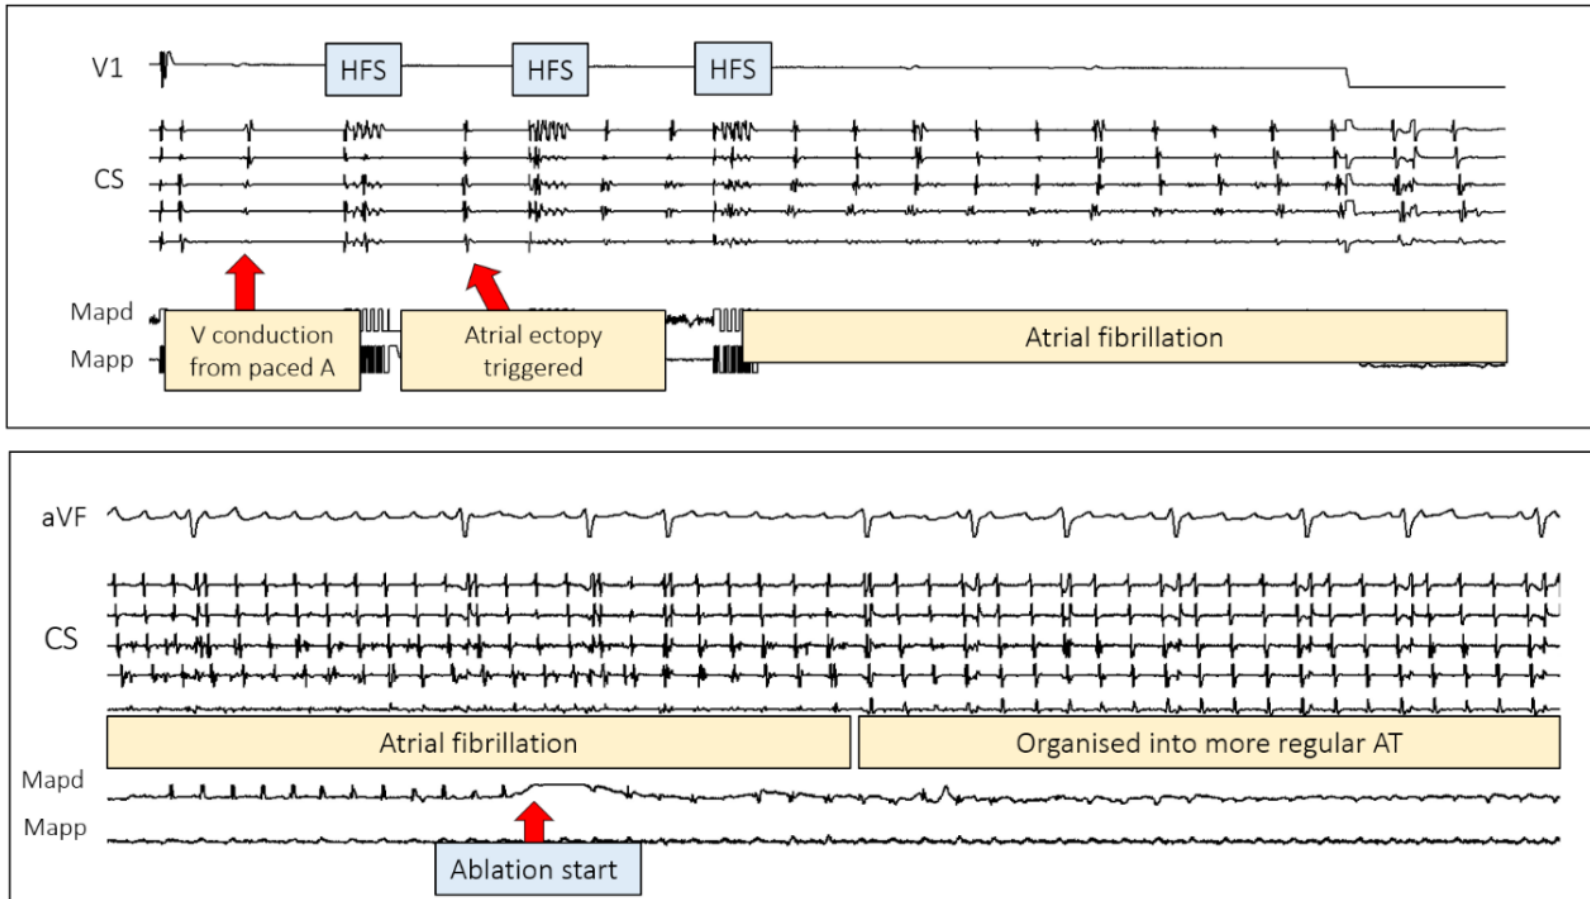 V1
HFS
HFS
HFS
CS
Mapd
Mapp
V conduction
from paced A
Atrial ectopy
triggered
Atrial fibrillation
aVF
CS
Atrial fibrillation
Organised into more regular AT
Mapd
Mapp
Ablation start